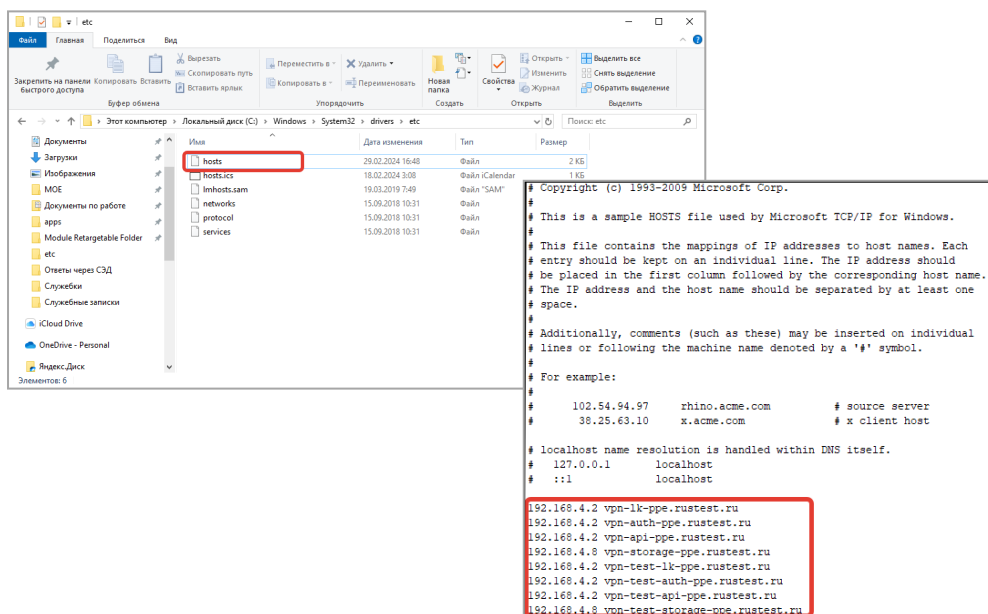 etc
Файл Главная Поделиться Вид
Закрепить на панели быстрого доступа
Копировать
Вставить
Вырезать
Скопировать путь
Вставить ярлык
Буфер обмена
Переместить в
Копировать в
Удалить
Переименовать
Упорядочить
Новая папка
Создать
Свойства
Открыть
Изменить
Журнал
Открыть
Выделить все
Снять выделение
Обратить выделение
Выделить
Этот компьютер > Локальный диск (C:) > Windows > System32 > drivers > etc
Поиск: etc
Документы
Загрузки
Изображения
MOE
Документы по работе
apps
Module Retargetable Folder
etc
Ответы через СЭД
Служебки
Служебные записки
iCloud Drive
OneDrive - Personal
Яндекс.Диск
Элементов: 6
Имя Дата изменения Тип Размер
hosts 29.02.2024 16:48 Файл 2 КБ
hosts.ics 18.02.2024 3:08 Файл iCalendar 1 КБ
lmhosts.sam 19.03.2019 7:49 Файл "SAM"
networks 15.09.2018 10:31 Файл
protocol 15.09.2018 10:31 Файл
services 15.09.2018 10:31 Файл
# Copyright (c) 1993-2009 Microsoft Corp.
#
# This is a sample HOSTS file used by Microsoft TCP/IP for Windows.
#
# This file contains the mappings of IP addresses to host names. Each
# entry should be kept on an individual line. The IP address should
# be placed in the first column followed by the corresponding host name.
# The IP address and the host name should be separated by at least one
# space.
#
# Additionally, comments (such as these) may be inserted on individual
# lines or following the machine name denoted by a '#' symbol.
#
# For example:
#
# 102.54.94.97 rhino.acme.com # source server
# 38.25.63.10 x.acme.com # x client host
# localhost name resolution is handled within DNS itself.
# 127.0.0.1 localhost
# ::1 localhost
192.168.4.2 vpn-lk-ppe.rustest.ru
192.168.4.2 vpn-auth-ppe.rustest.ru
192.168.4.2 vpn-api-ppe.rustest.ru
192.168.4.8 vpn-storage-ppe.rustest.ru
192.168.4.2 vpn-test-lk-ppe.rustest.ru
192.168.4.2 vpn-test-auth-ppe.rustest.ru
192.168.4.2 vpn-test-api-ppe.rustest.ru
192.168.4.8 vpn-test-storage-ppe.rustest.ru